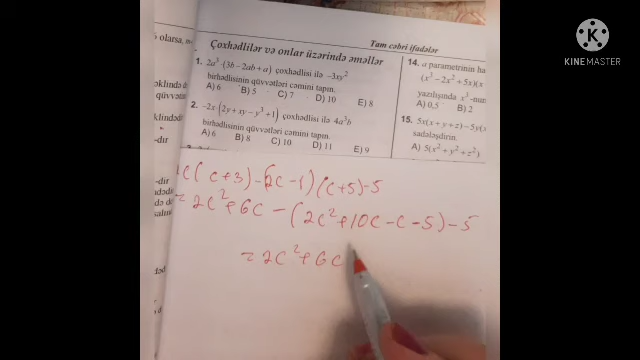 Çoxhədlilər və onlar üzərində əməllər
Tam cəbri ifadələr
1. 2a³·(3b − 2ab + a) çoxhədlisi ilə −3xy²
birhədlisinin qüvvətləri cəmini tapın.
A) 6 B) 5 C) 7 D) 10 E) 8
2. −2x·(2y + xy − y³ + 1) çoxhədlisi ilə 4a³b
birhədlisinin qüvvətləri cəmini tapın.
A) 6 B) 8 C) 10 D) 11 E) 9
14. a parametrinin
(x³ − 2x² + 5x)(x
yazılışında x³
A) 0,5 B) 2
15. 5x(x + y + z) − 5y(x
sadələşdirin.
A) 5(x² + y² + z²)
olarsa,
c(c+3)-(2c-1)(c+5)-5
=2c²+6c-(2c²+10c-c-5)-5
=2c²+6c
KINEMASTER